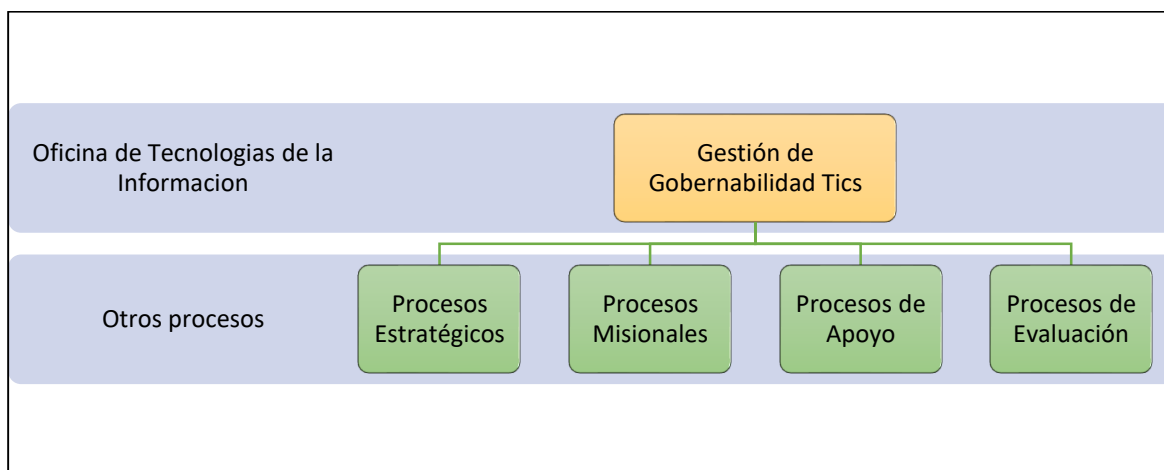 Oficina de Tecnologias de la
Informacion
Gestión de
Gobernabilidad Tics
Otros procesos
Procesos
Estratégicos
Procesos
Misionales
Procesos de
Apoyo
Procesos de
Evaluación